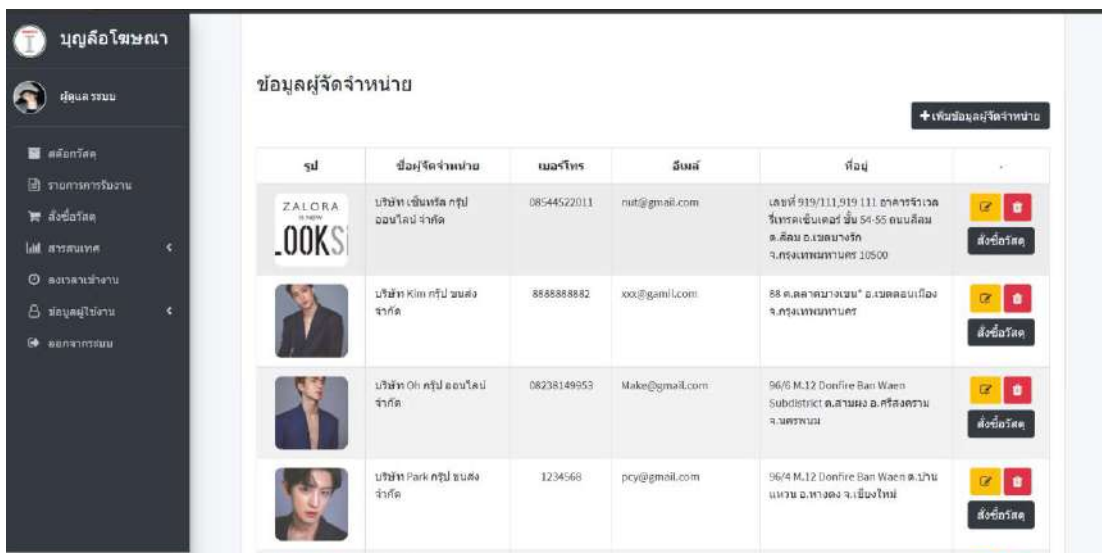 บุญลือโฆษณา
ผู้ดูแลระบบ
สต๊อกวัสดุ
รายการการรับงาน
สั่งซื้อวัสดุ
สารสนเทศ
ลงเวลาเข้างาน
ข้อมูลผู้ใช้งาน
ออกจากระบบ
ข้อมูลผู้จัดจำหน่าย
เพิ่มข้อมูลผู้จัดจำหน่าย
รูป ชื่อผู้จัดจำหน่าย เบอร์โทร อีเมล์ ที่อยู่ -
ZALORA
IS NOW
LOOKS
บริษัท เซ็นทรัล กรุ๊ป
ออนไลน์ จำกัด
08544522011
nut@gmail.com
เลขที่ 919/111,919 111 อาคารจิวเวล
รี่เทรดเซ็นเตอร์ ชั้น 54-55 ถนนสีลม
ต.สีลม อ.เขตบางรัก
จ.กรุงเทพมหานคร 10500
สั่งซื้อวัสดุ
บริษัท Kim กรุ๊ป ขนส่ง
จำกัด
8888888882
xxx@gamil.com
88 ต.ตลาดบางเขน* อ.เขตดอนเมือง
จ.กรุงเทพมหานคร
สั่งซื้อวัสดุ
บริษัท Oh กรุ๊ป ออนไลน์
จำกัด
08238149953
Make@gmail.com
96/6 M.12 Donfire Ban Waen
Subdistrict ต.สามผง อ.ศรีสงคราม
จ.นครพนม
สั่งซื้อวัสดุ
บริษัท Park กรุ๊ป ขนส่ง
จำกัด
1234568
pcy@gmail.com
96/4 M.12 Donfire Ban Waen ต.บ้าน
แหวน อ.หางดง จ.เชียงใหม่
สั่งซื้อวัสดุ